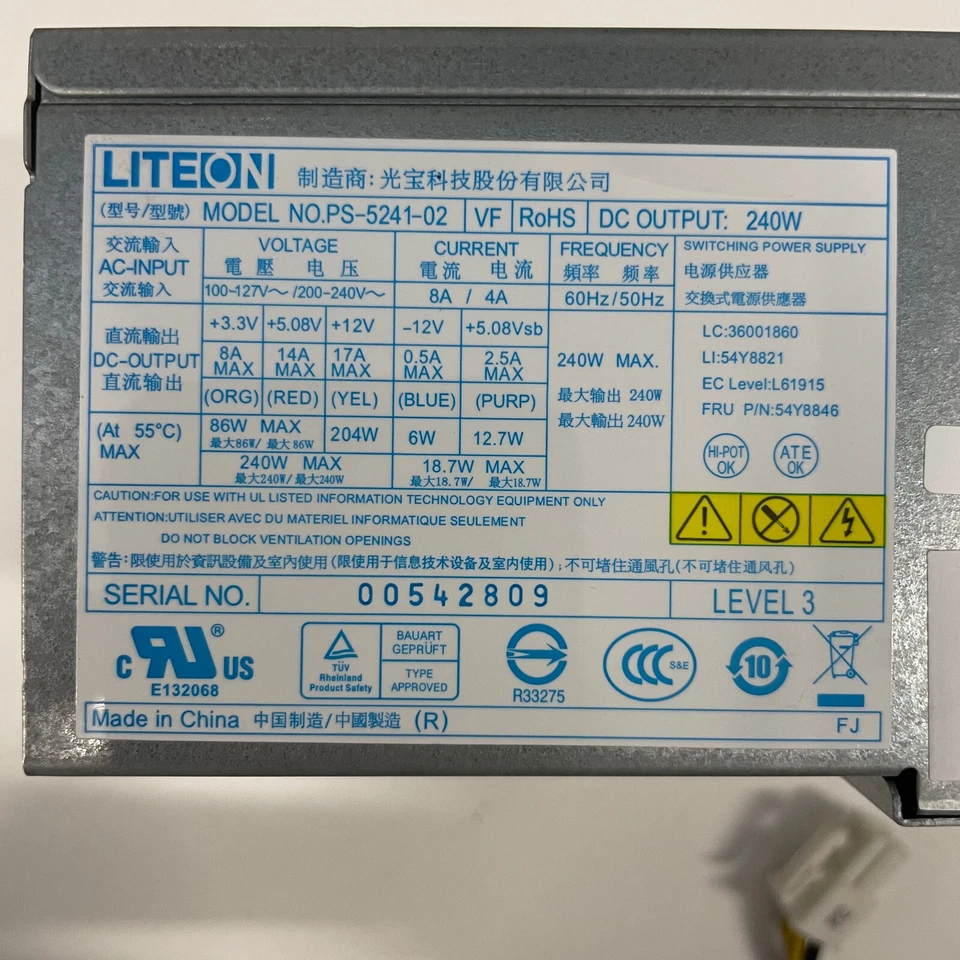 LITEON 制造商:光宝科技股份有限公司
(型号/型號) MODEL NO.PS-5241-02 VF RoHS DC OUTPUT: 240W
交流輸入 AC-INPUT 交流输入
VOLTAGE 電壓 电压
100-127V～/200-240V～
CURRENT 電流 电流
8A / 4A
FREQUENCY 頻率 频率
60Hz/50Hz
SWITCHING POWER SUPPLY
电源供应器
交換式電源供應器
直流輸出 DC-OUTPUT 直流输出
+3.3V +5.08V +12V -12V +5.08Vsb
8A MAX 14A MAX 17A MAX 0.5A MAX 2.5A MAX
(ORG) (RED) (YEL) (BLUE) (PURP)
240W MAX.
最大输出 240W
最大輸出 240W
(At 55°C) MAX
86W MAX
最大86W/最大86W
204W 6W 12.7W
240W MAX
最大240W/最大240W
18.7W MAX
最大18.7W/最大18.7W
LC:36001860
LI:54Y8821
EC Level:L61915
FRU P/N:54Y8846
HI-POT OK
ATE OK
CAUTION:FOR USE WITH UL LISTED INFORMATION TECHNOLOGY EQUIPMENT ONLY
ATTENTION:UTILISER AVEC DU MATERIEL INFORMATIQUE SEULEMENT
DO NOT BLOCK VENTILATION OPENINGS
警告:限使用於資訊設備及室內使用(限使用于信息技术设备及室内使用);不可堵住通風孔(不可堵住通风孔)
SERIAL NO. 00542809 LEVEL 3
C RU US ®
E132068
TÜV
Rheinland
Product Safety
BAUART GEPRÜFT
TYPE APPROVED
R33275
CCC S&E
10
Made in China 中国制造/中國製造 (R) FJ